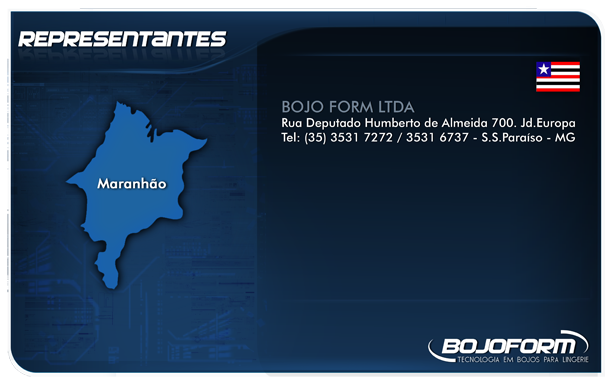 REPRESENTANTES
Maranhão
BOJO FORM LTDA
Rua Deputado Humberto de Almeida 700. Jd.Europa
Tel: (35) 3531 7272 / 3531 6737 - S.S.Paraíso - MG
BOJOFORM
TECNOLOGIA EM BOJOS PARA LINGERIE